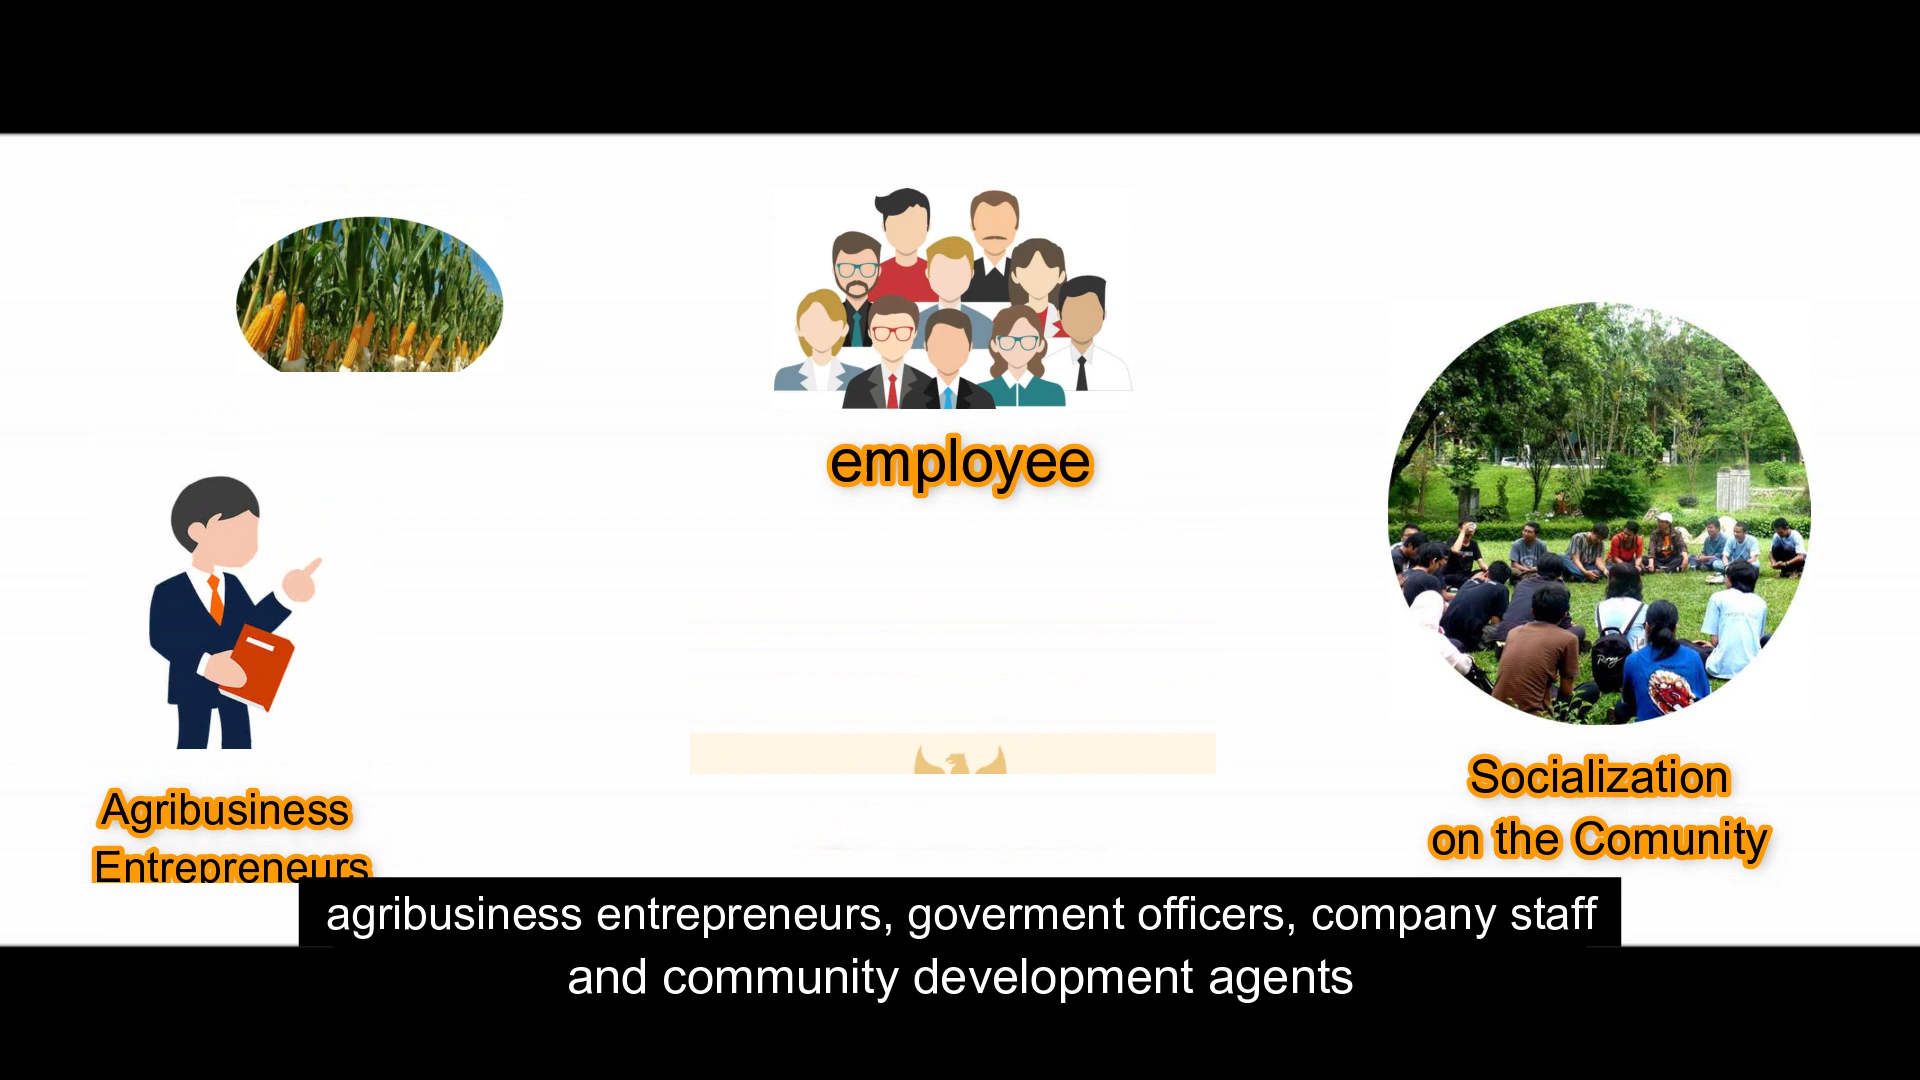 employee
Agribusiness
Entrepreneurs
Socialization
on the Comunity
agribusiness entrepreneurs, goverment officers, company staff
and community development agents